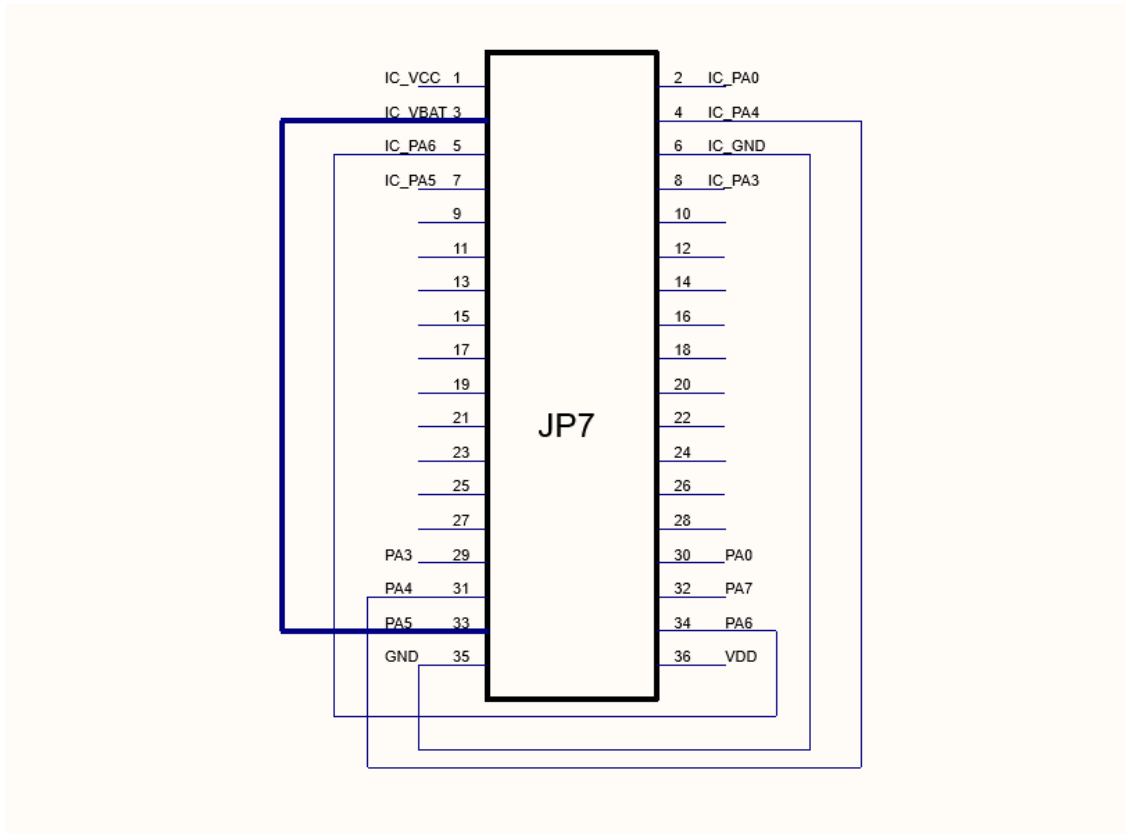 IC_VCC 1 2 IC_PA0
IC_VBAT 3 4 IC_PA4
IC_PA6 5 6 IC_GND
IC_PA5 7 8 IC_PA3
9 10
11 12
13 14
15 16
17 18
19 20
21 22
JP7
23 24
25 26
27 28
PA3 29 30 PA0
PA4 31 32 PA7
PA5 33 34 PA6
GND 35 36 VDD